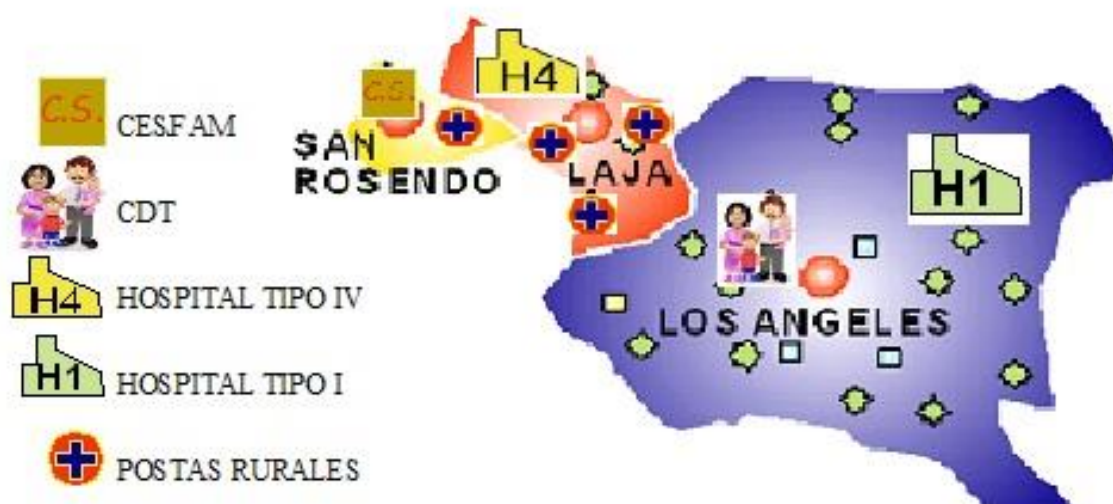 C.S. CESFAM
CDT
H4 HOSPITAL TIPO IV
H1 HOSPITAL TIPO I
POSTAS RURALES
C.S.
SAN
ROSENDO
H4
LAJA
H1
LOS ANGELES